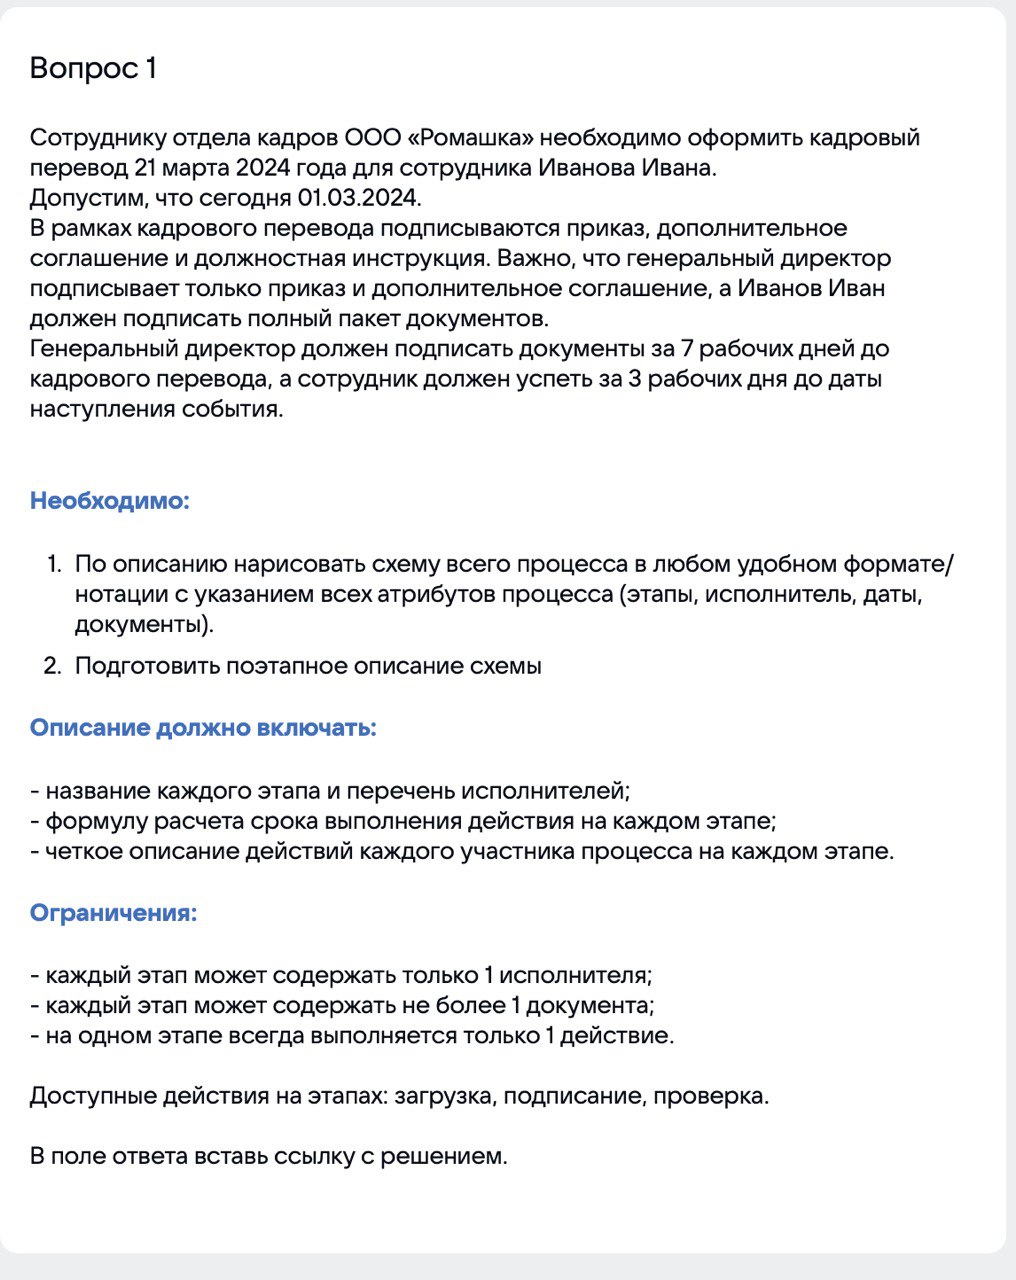 Вопрос 1
Сотруднику отдела кадров ООО «Ромашка» необходимо оформить кадровый
перевод 21 марта 2024 года для сотрудника Иванова Ивана.
Допустим, что сегодня 01.03.2024.
В рамках кадрового перевода подписываются приказ, дополнительное
соглашение и должностная инструкция. Важно, что генеральный директор
подписывает только приказ и дополнительное соглашение, а Иванов Иван
должен подписать полный пакет документов.
Генеральный директор должен подписать документы за 7 рабочих дней до
кадрового перевода, а сотрудник должен успеть за 3 рабочих дня до даты
наступления события.
Необходимо:
1. По описанию нарисовать схему всего процесса в любом удобном формате/
нотации с указанием всех атрибутов процесса (этапы, исполнитель, даты,
документы).
2. Подготовить поэтапное описание схемы
Описание должно включать:
- название каждого этапа и перечень исполнителей;
- формулу расчета срока выполнения действия на каждом этапе;
- четкое описание действий каждого участника процесса на каждом этапе.
Ограничения:
- каждый этап может содержать только 1 исполнителя;
- каждый этап может содержать не более 1 документа;
- на одном этапе всегда выполняется только 1 действие.
Доступные действия на этапах: загрузка, подписание, проверка.
В поле ответа вставь ссылку с решением.